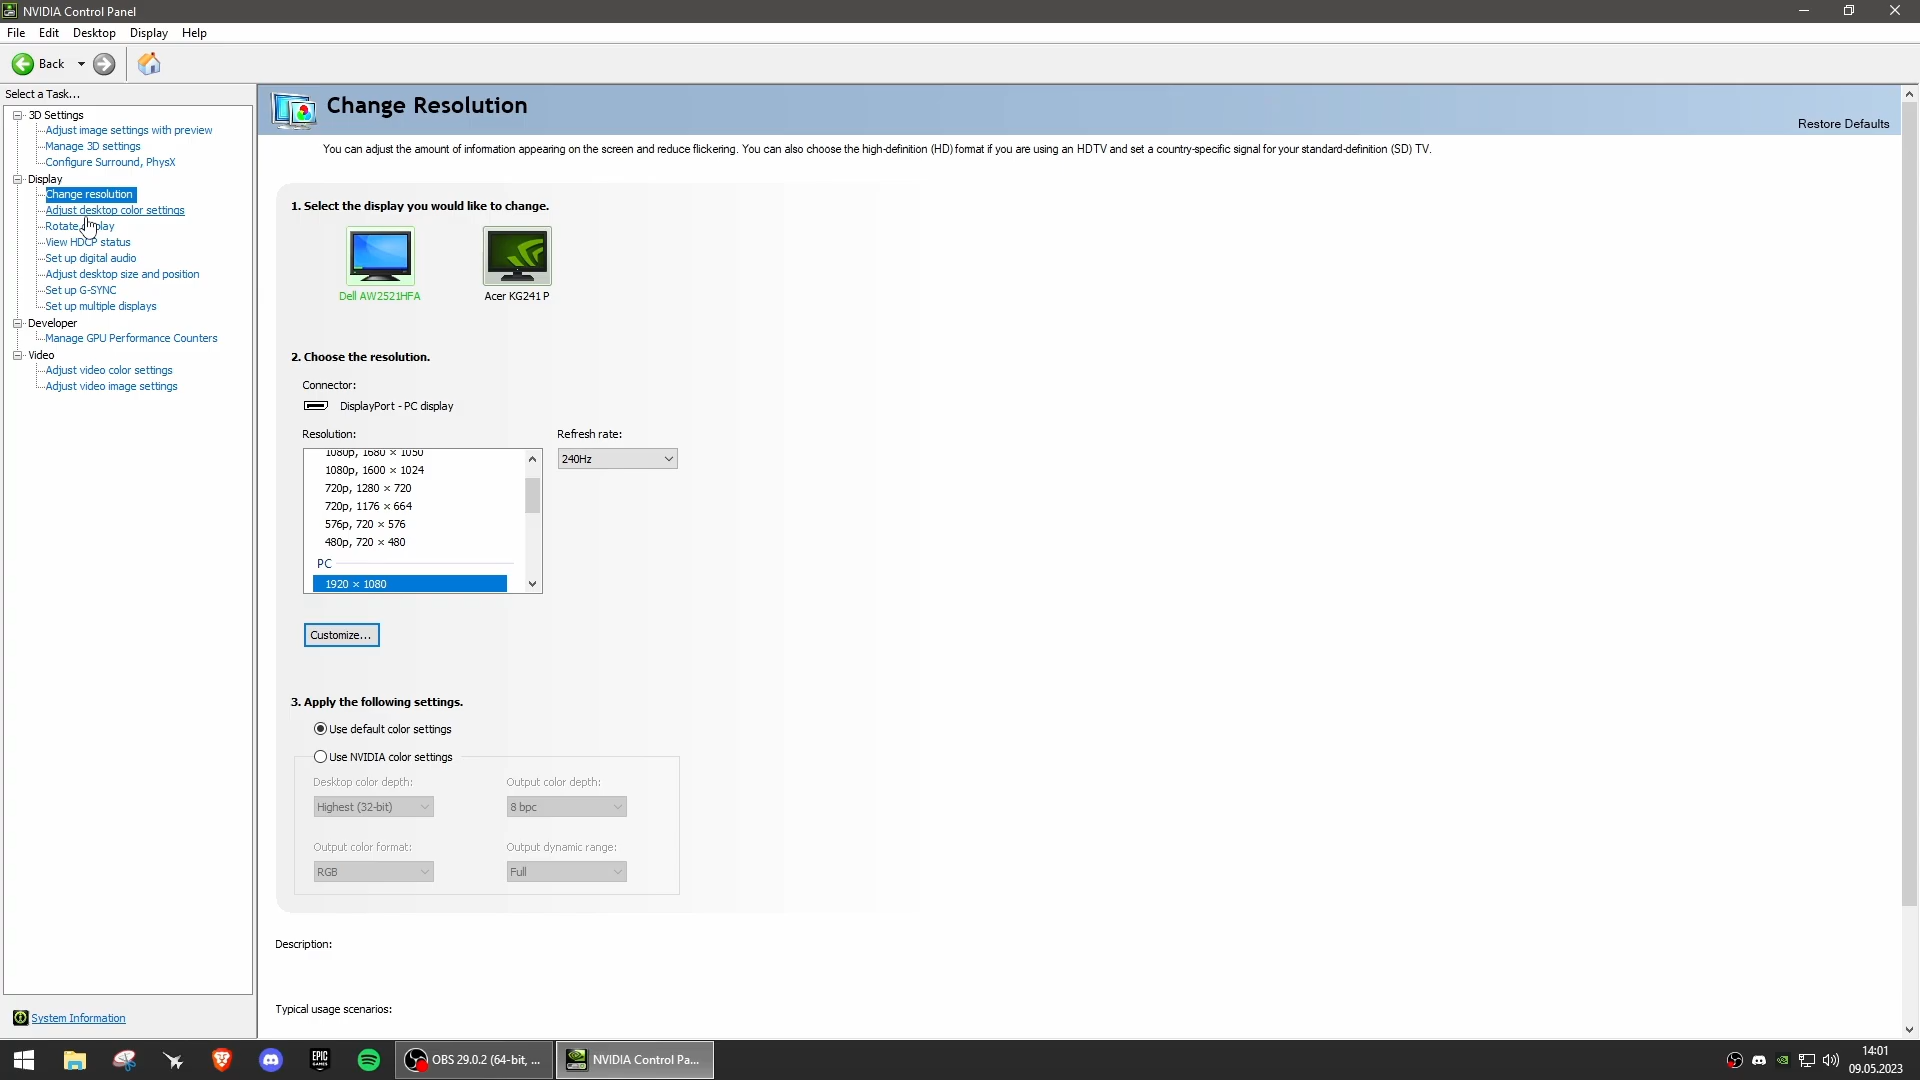 NVIDIA Control Panel
File Edit Desktop Display Help
Back
Select a Task...
3D Settings
Adjust image settings with preview
Manage 3D settings
Configure Surround, PhysX
Display
Change resolution
Adjust desktop color settings
Rotate display
View HDCP status
Set up digital audio
Adjust desktop size and position
Set up G-SYNC
Set up multiple displays
Developer
Manage GPU Performance Counters
Video
Adjust video color settings
Adjust video image settings
System Information
Change Resolution
Restore Defaults
You can adjust the amount of information appearing on the screen and reduce flickering. You can also choose the high-definition (HD) format if you are using an HDTV and set a country-specific signal for your standard-definition (SD) TV.
1. Select the display you would like to change.
Dell AW2521HFA
Acer KG241 P
2. Choose the resolution.
Connector:
DisplayPort - PC display
Resolution:
Refresh rate:
1080p, 1680 × 1050
240Hz
1080p, 1600 × 1024
720p, 1280 × 720
720p, 1176 × 664
576p, 720 × 576
480p, 720 × 480
PC
1920 × 1080
Customize...
3. Apply the following settings.
Use default color settings
Use NVIDIA color settings
Desktop color depth:
Output color depth:
Highest (32-bit)
8 bpc
Output color format:
Output dynamic range:
RGB
Full
Description:
Typical usage scenarios:
EPIC GAMES
OBS 29.0.2 (64-bit, ...
NVIDIA Control Pa...
14:01
09.05.2023